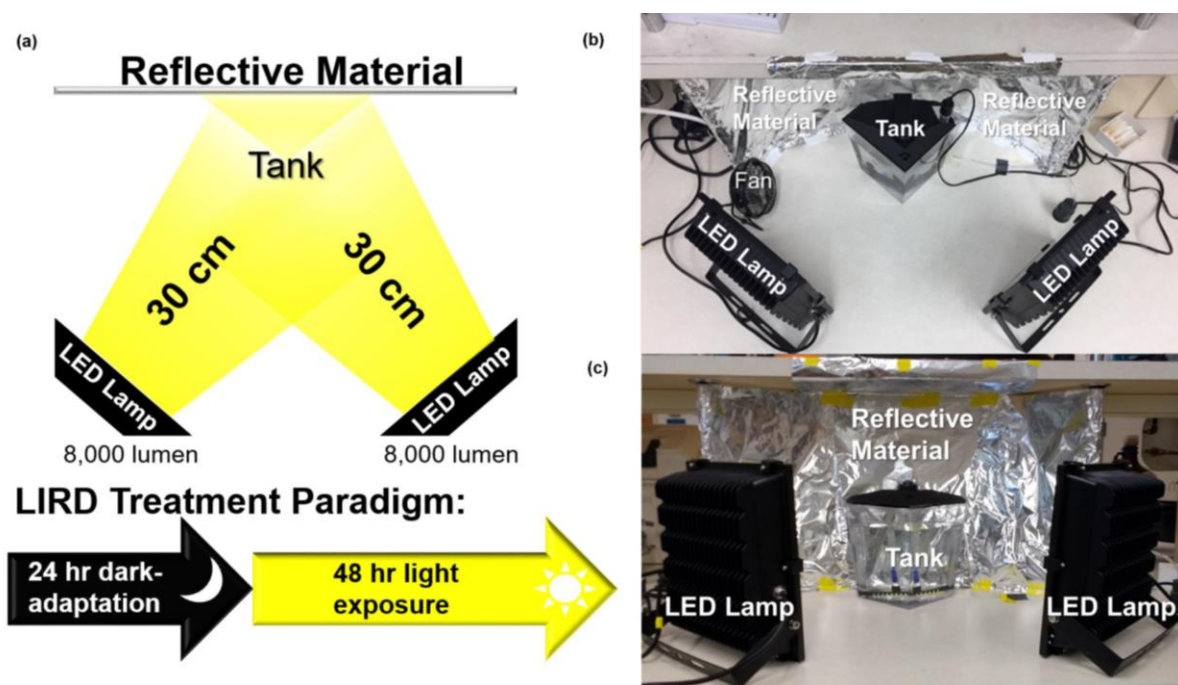 (a)
Reflective Material
Tank
30 cm
30 cm
LED Lamp
LED Lamp
8,000 lumen
8,000 lumen
LIRD Treatment Paradigm:
24 hr dark-
adaptation
48 hr light
exposure
(b)
Reflective
Material
Tank
Reflective
Material
Fan
LED Lamp
LED Lamp
(c)
Reflective
Material
Tank
LED Lamp
LED Lamp